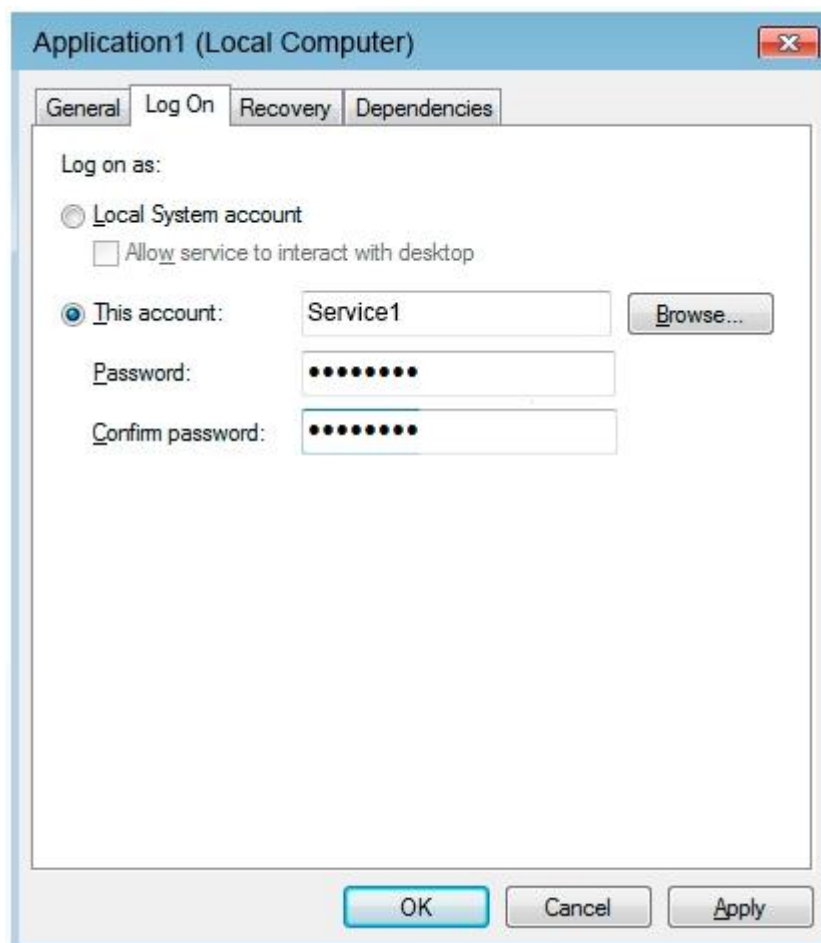 Application1 (Local Computer)
General Log On Recovery Dependencies
Log on as:
Local System account
Allow service to interact with desktop
This account: Service1 Browse...
Password: ●●●●●●●●
Confirm password: ●●●●●●●●
OK Cancel Apply